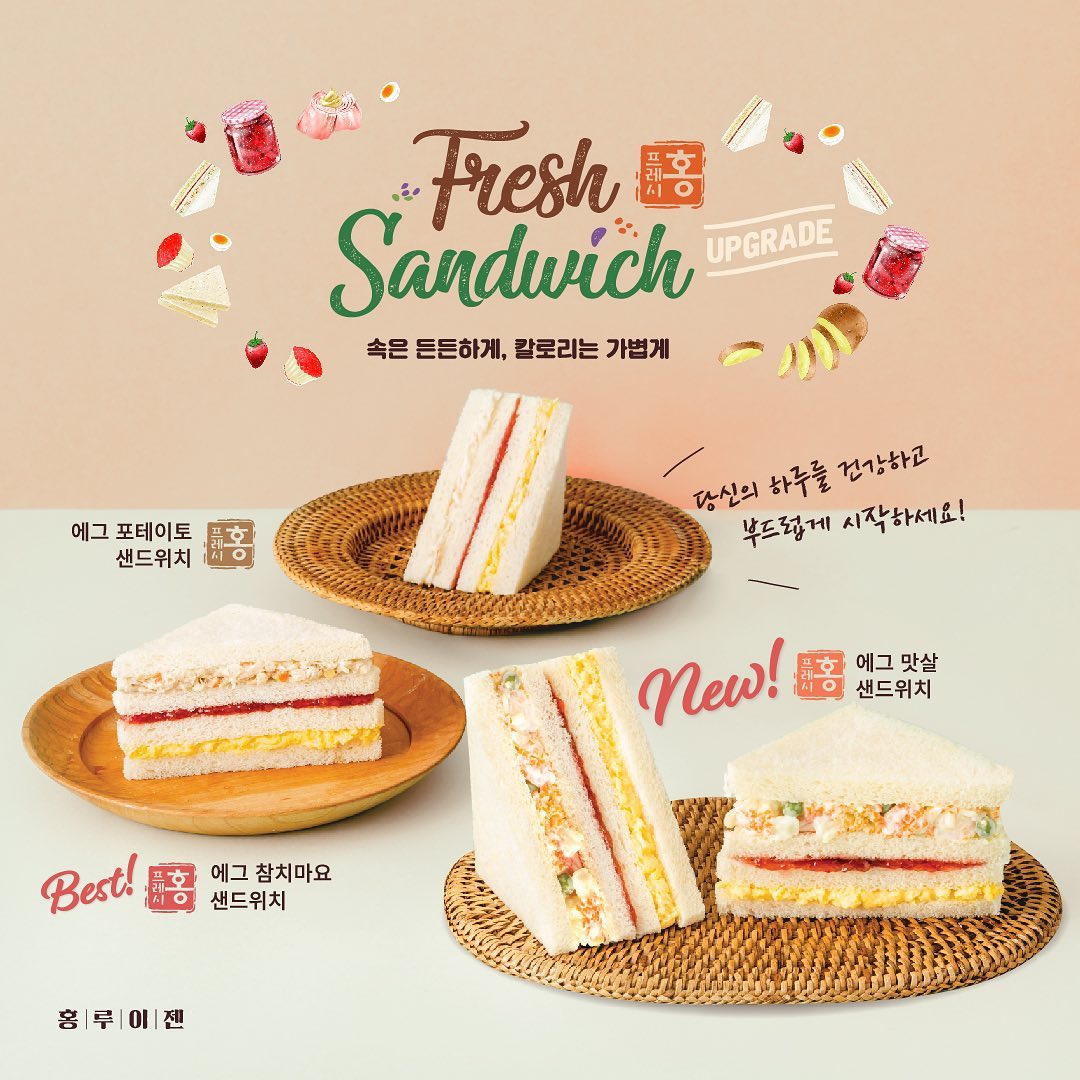 Fresh
프레시 홍
Sandwich
UPGRADE
속은 든든하게, 칼로리는 가볍게
당신의 하루를 건강하고
부드럽게 시작하세요!
에그 포테이토
샌드위치
프레시 홍
New!
프레시 홍
에그 맛살
샌드위치
Best!
프레시 홍
에그 참치마요
샌드위치
홍|루|이|젠